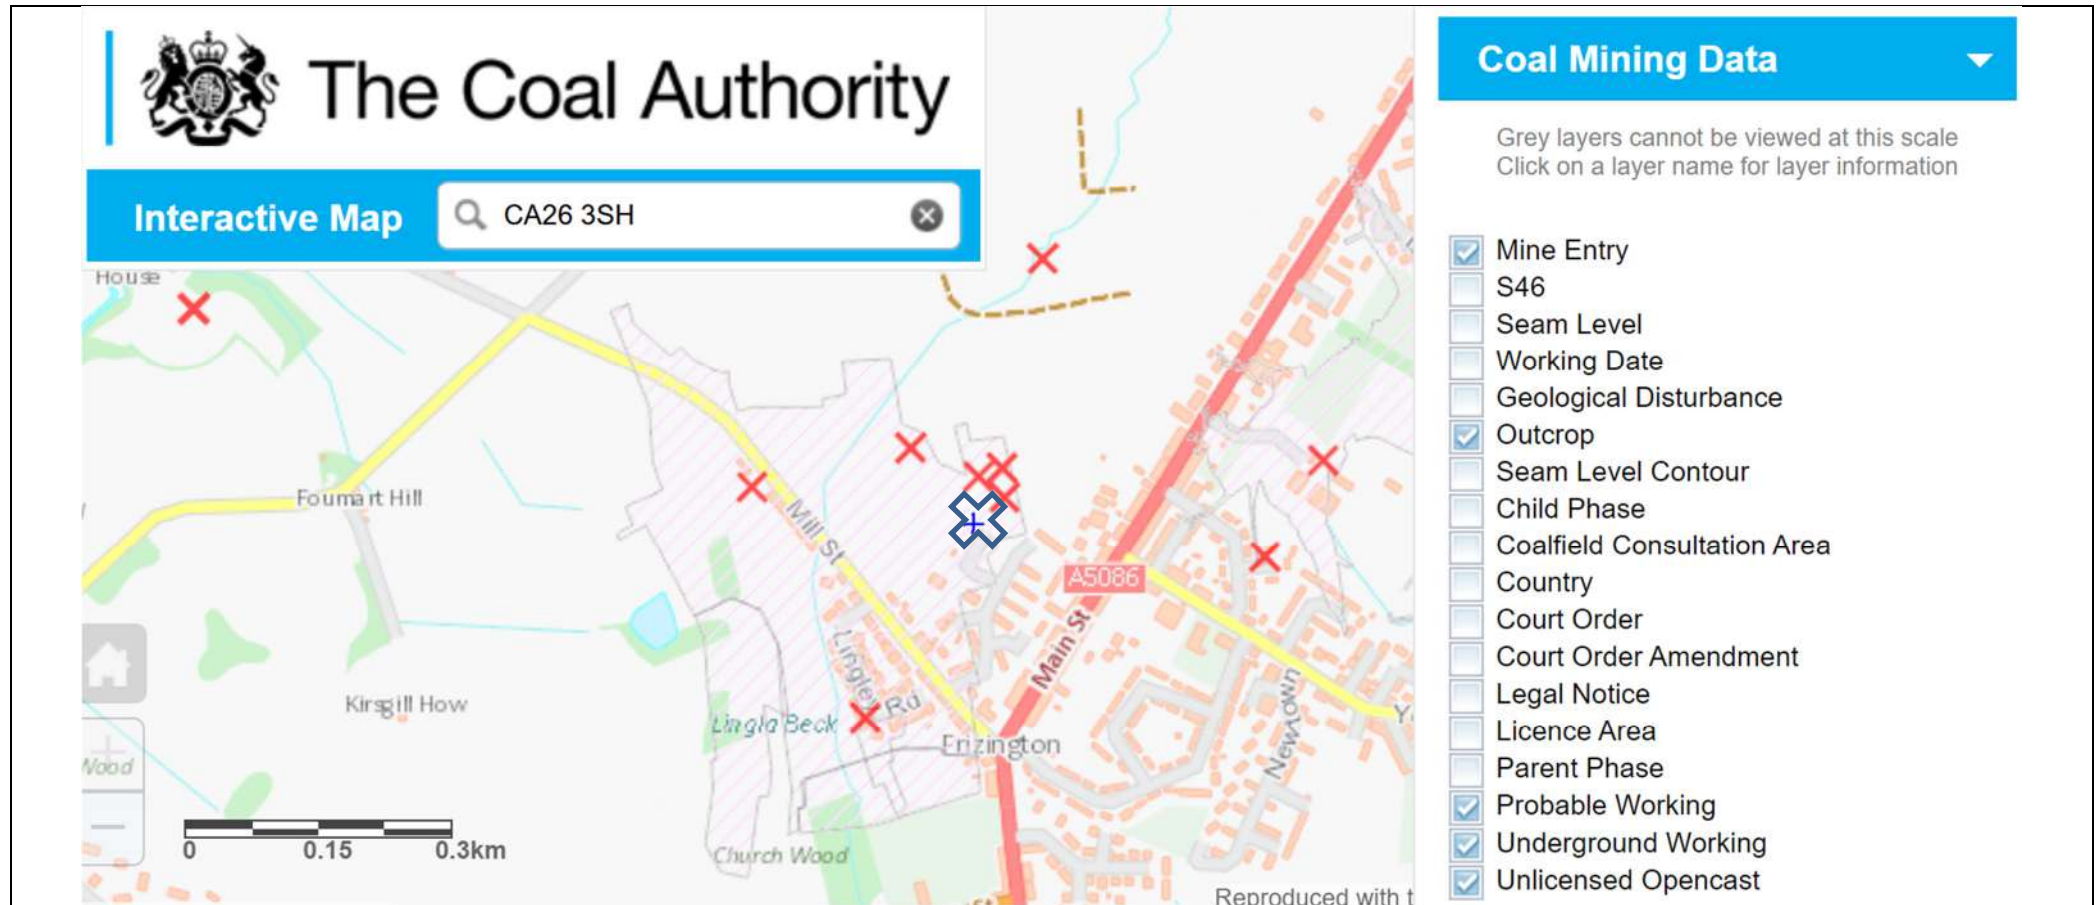 The Coal Authority
Interactive Map
CA26 3SH
House
Foumart Hill
Mill St
A5086
Main St
Kirsgill How
Lingley Rd
Lingla Beck
Frizington
Newtown
Wood
0 0.15 0.3km
Church Wood
Reproduced with t
Coal Mining Data
Grey layers cannot be viewed at this scale
Click on a layer name for layer information
Mine Entry
S46
Seam Level
Working Date
Geological Disturbance
Outcrop
Seam Level Contour
Child Phase
Coalfield Consultation Area
Country
Court Order
Court Order Amendment
Legal Notice
Licence Area
Parent Phase
Probable Working
Underground Working
Unlicensed Opencast